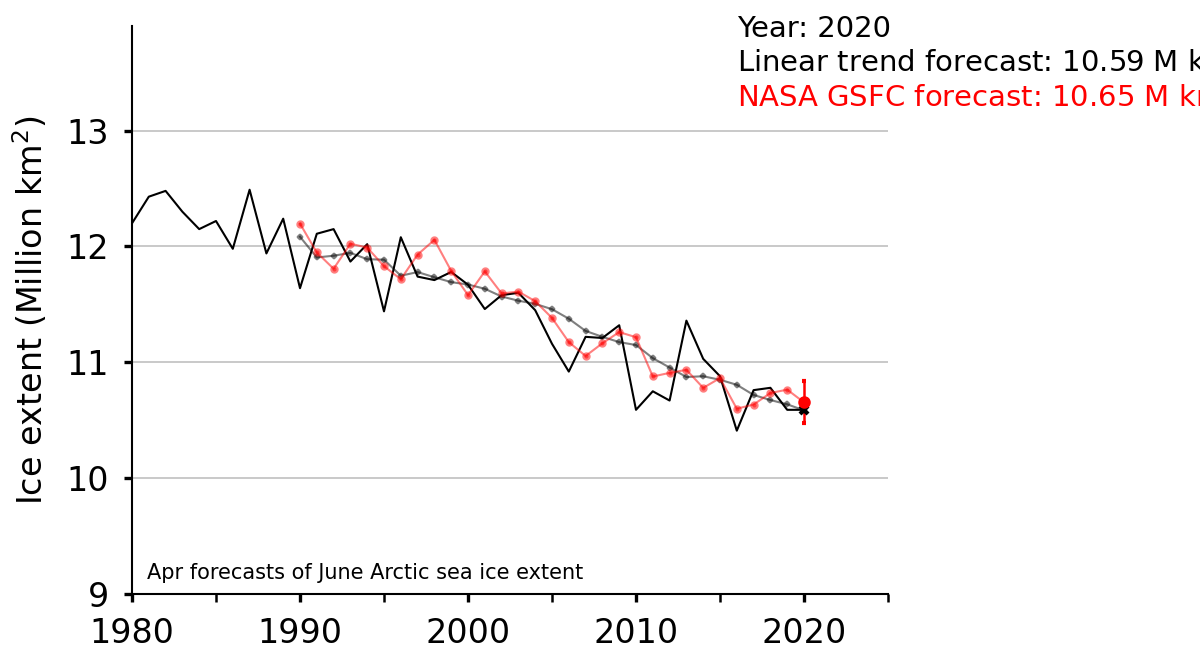 Year: 2020
Linear trend forecast: 10.59 M k
NASA GSFC forecast: 10.65 M k
Ice extent (Million km²)
13
12
11
10
9
Apr forecasts of June Arctic sea ice extent
1980 1990 2000 2010 2020